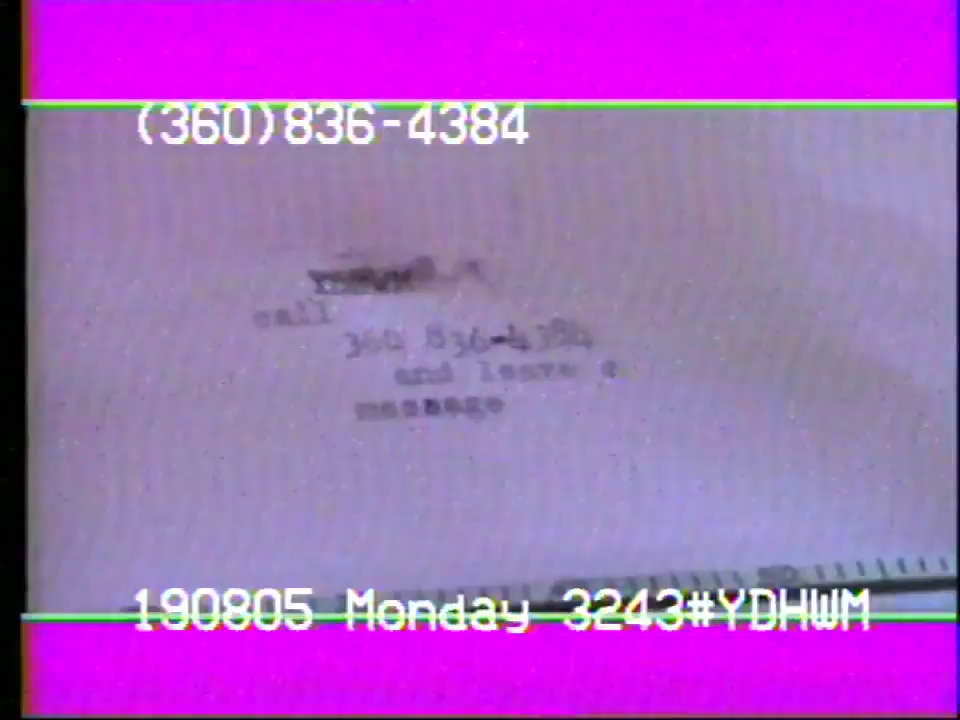 (360)836-4384
call
360 836-4384
and leave a
message
190805 Monday 3243#YDHWM